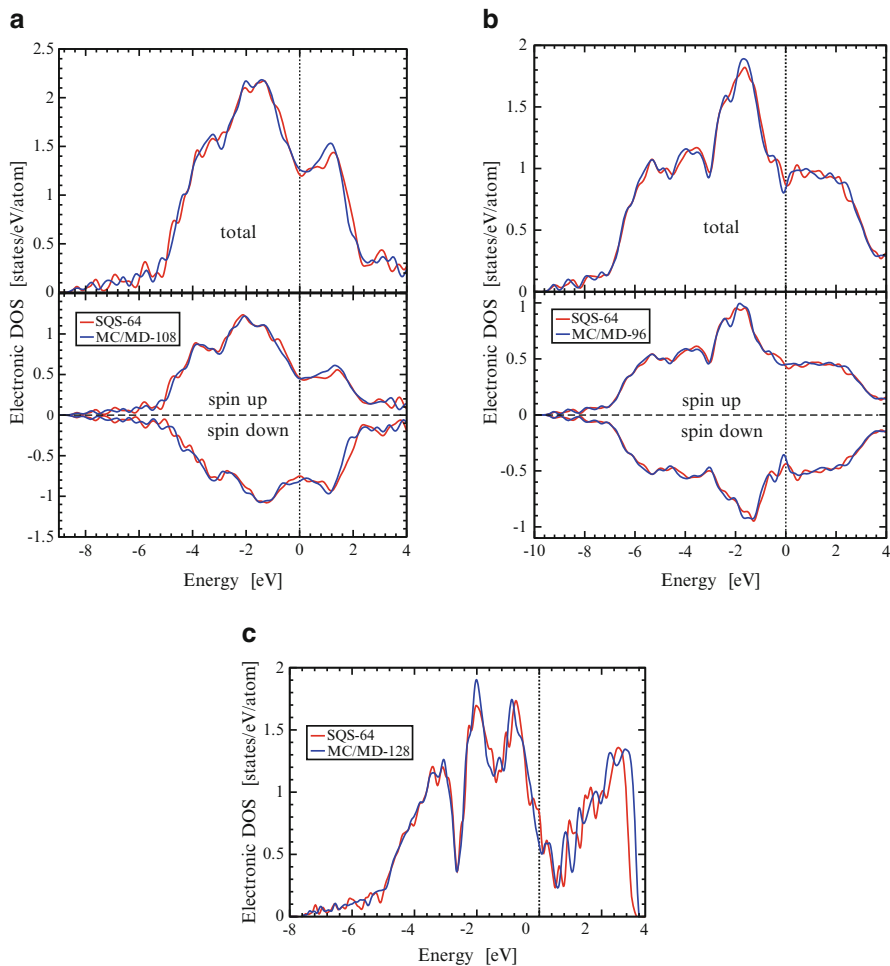 a
2.5
2
1.5
1
0.5
0
total
SQS-64
MC/MD-108
1
0.5
0
-0.5
-1
-1.5
spin up
spin down
-8 -6 -4 -2 0 2 4
Energy [eV]
Electronic DOS [states/eV/atom]
b
2
1.5
1
0.5
0
total
SQS-64
MC/MD-96
1
0.5
0
-0.5
-1
spin up
spin down
-10 -8 -6 -4 -2 0 2 4
Energy [eV]
Electronic DOS [states/eV/atom]
c
2
1.5
1
0.5
0
SQS-64
MC/MD-128
-8 -6 -4 -2 0 2 4
Energy [eV]
Electronic DOS [states/eV/atom]